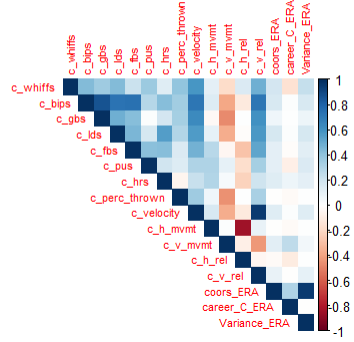 c_whiffs
c_bips
c_gbs
c_lds
c_fbs
c_pus
c_hrs
c_perc_thrown
c_velocity
c_h_mvmt
c_v_mvmt
c_h_rel
c_v_rel
coors_ERA
career_C_ERA
Variance_ERA
c_whiffs
c_bips
c_gbs
c_lds
c_fbs
c_pus
c_hrs
c_perc_thrown
c_velocity
c_h_mvmt
c_v_mvmt
c_h_rel
c_v_rel
coors_ERA
career_C_ERA
Variance_ERA
1
0.8
0.6
0.4
0.2
0
-0.2
-0.4
-0.6
-0.8
-1